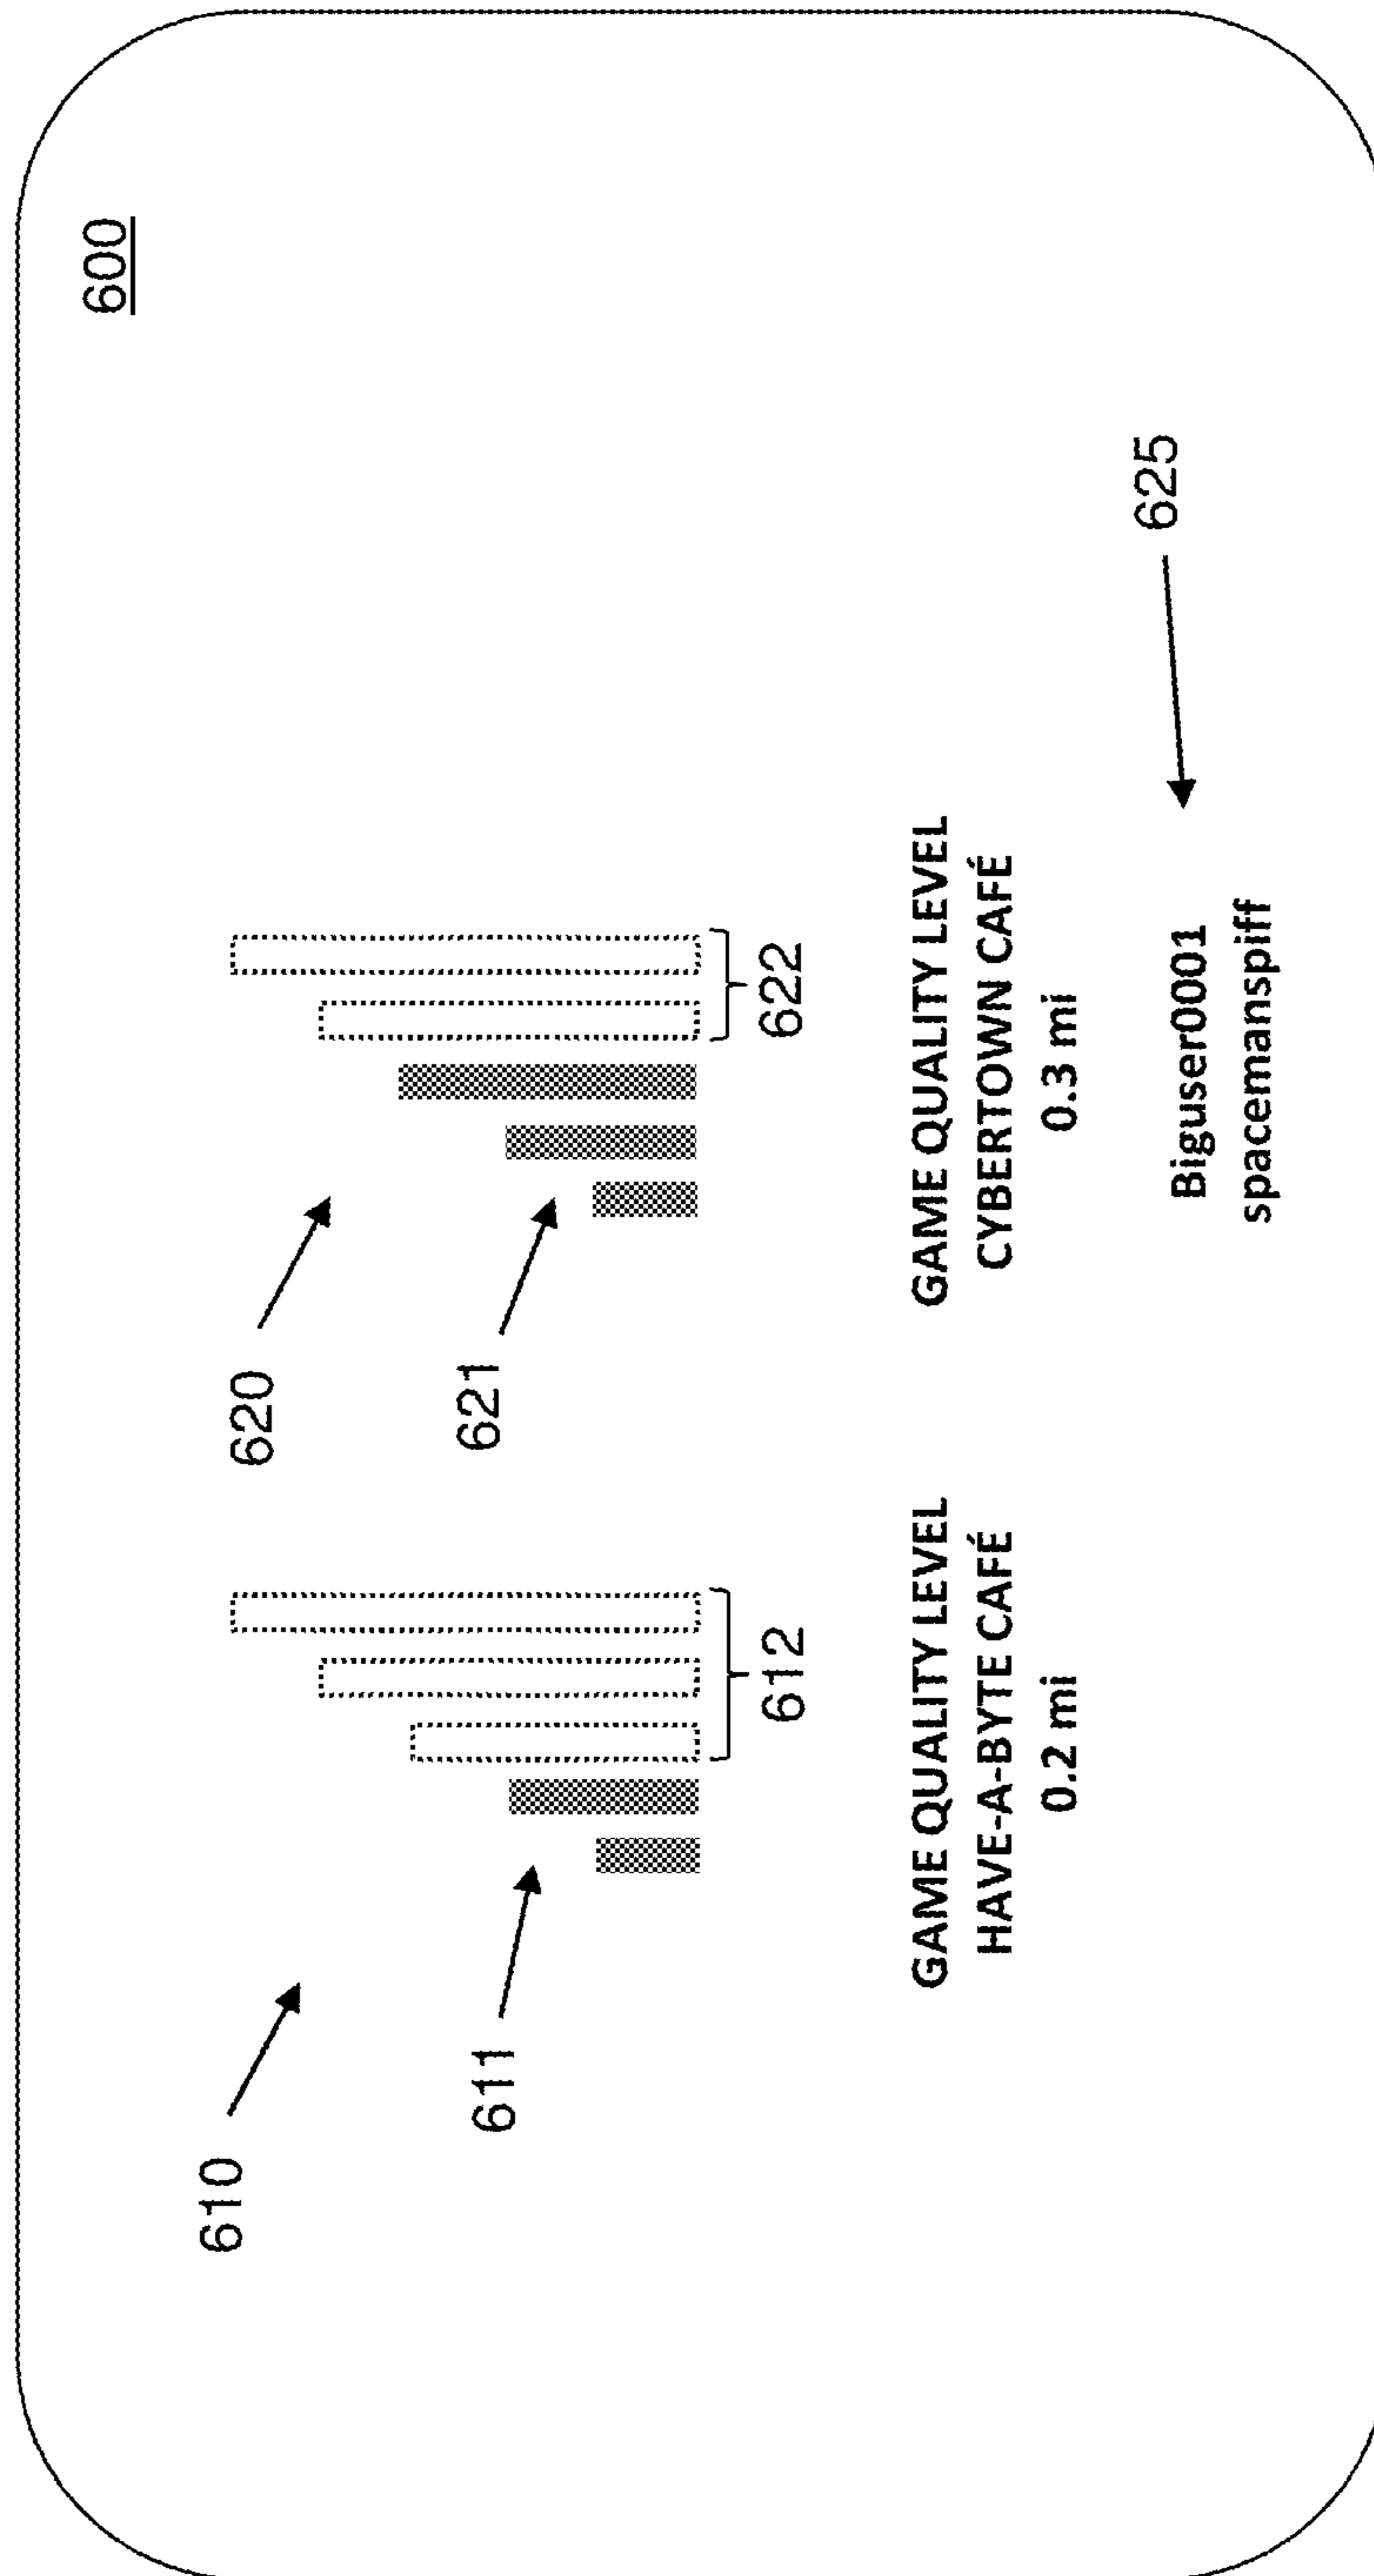 600
610
611
612
620
621
622
GAME QUALITY LEVEL
HAVE-A-BYTE CAFÉ
0.2 mi
GAME QUALITY LEVEL
CYBERTOWN CAFÉ
0.3 mi
625
Biguser0001
spacemanspiff